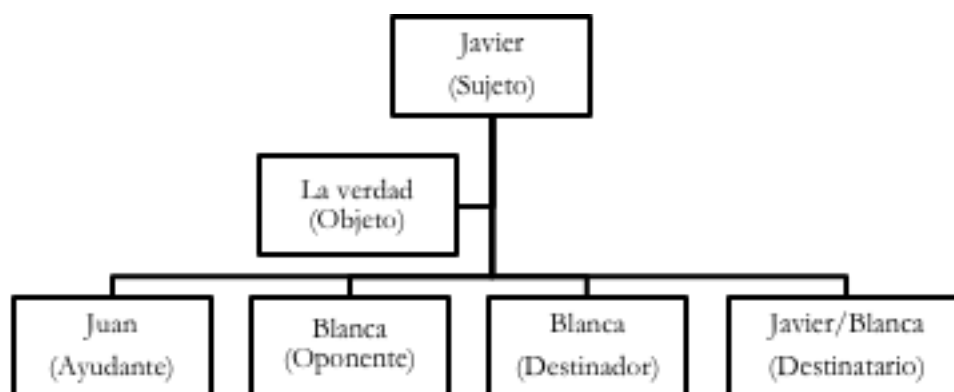 Javier
(Sujeto)
La verdad
(Objeto)
Juan
(Ayudante)
Blanca
(Oponente)
Blanca
(Destinador)
Javier/Blanca
(Destinatario)